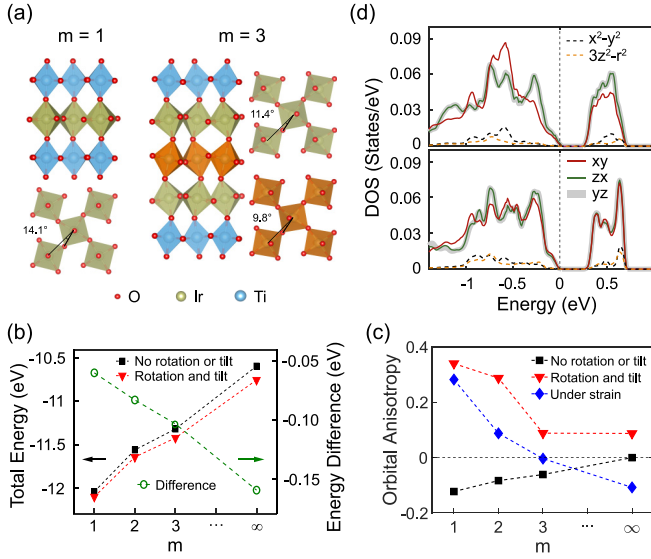 (a)
m = 1
m = 3
11.4°
14.1°
9.8°
O
Ir
Ti
(d)
0.09
0.06
0.03
0
x²-y²
3z²-r²
DOS (States/eV)
0.09
0.06
0.03
0
xy
zx
yz
-1
-0.5
0
0.5
1
Energy (eV)
(b)
-10.5
-11
-11.5
-12
Total Energy (eV)
No rotation or tilt
Rotation and tilt
Difference
-0.05
-0.10
-0.15
Energy Difference (eV)
1
2
3
...
∞
m
(c)
0.4
0.2
0
-0.2
Orbital Anisotropy
No rotation or tilt
Rotation and tilt
Under strain
1
2
3
...
∞
m